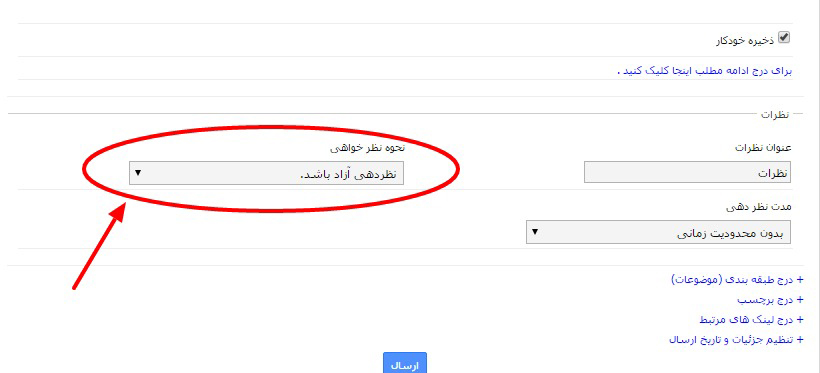 ذخیره خودکار
برای درج ادامه مطلب اینجا کلیک کنید .
نظرات
عنوان نظرات
نحوه نظر خواهی
نظرات
نظردهی آزاد باشد.
مدت نظر دهی
بدون محدودیت زمانی
+ درج طبقه بندی (موضوعات)
+ درج برچسب
+ درج لینک های مرتبط
+ تنظیم جزئیات و تاریخ ارسال
ارسال